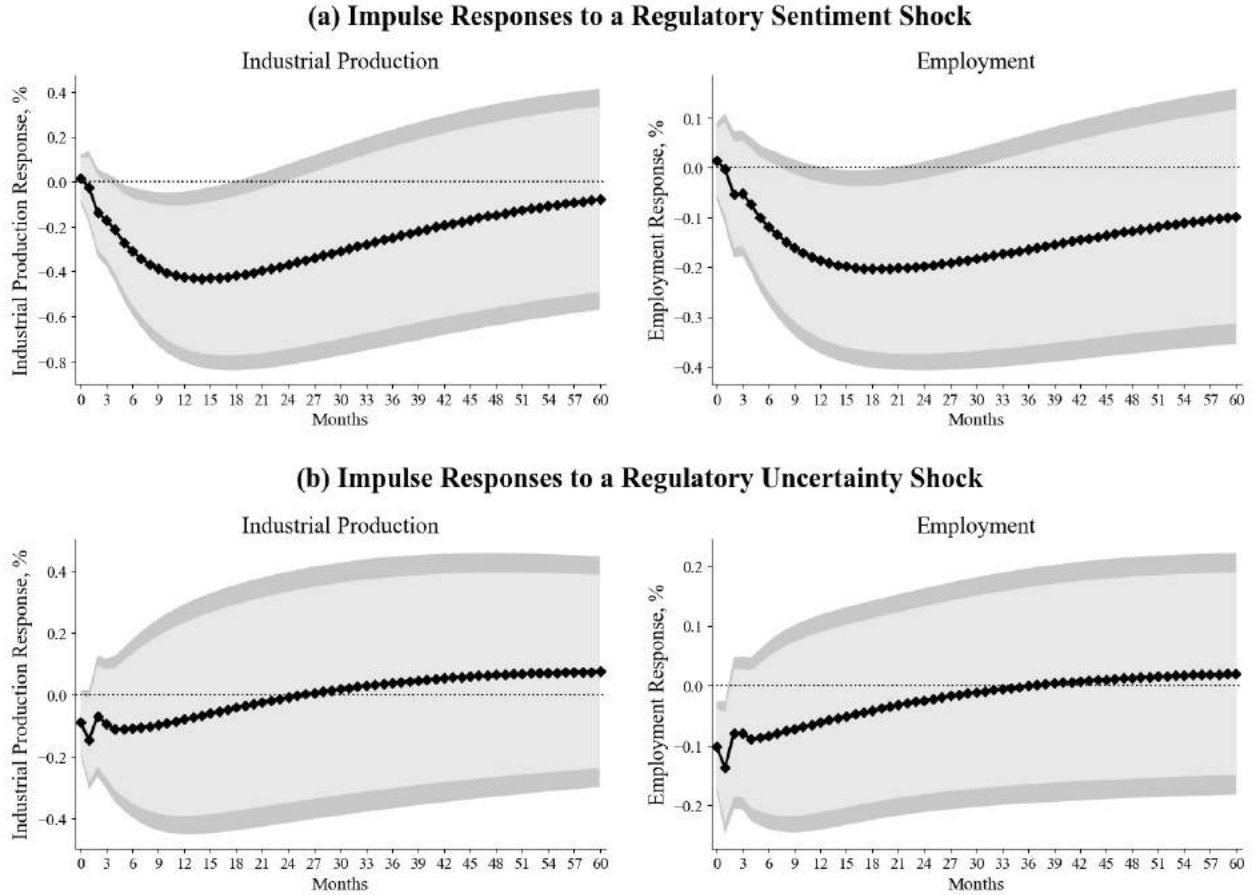 (a) Impulse Responses to a Regulatory Sentiment Shock
Industrial Production
Industrial Production Response, %
0.4
0.2
0.0
−0.2
−0.4
−0.6
−0.8
0 3 6 9 12 15 18 21 24 27 30 33 36 39 42 45 48 51 54 57 60
Months
Employment
Employment Response, %
0.1
0.0
−0.1
−0.2
−0.3
−0.4
0 3 6 9 12 15 18 21 24 27 30 33 36 39 42 45 48 51 54 57 60
Months
(b) Impulse Responses to a Regulatory Uncertainty Shock
Industrial Production
Industrial Production Response, %
0.4
0.2
0.0
−0.2
−0.4
0 3 6 9 12 15 18 21 24 27 30 33 36 39 42 45 48 51 54 57 60
Months
Employment
Employment Response, %
0.2
0.1
0.0
−0.1
−0.2
0 3 6 9 12 15 18 21 24 27 30 33 36 39 42 45 48 51 54 57 60
Months